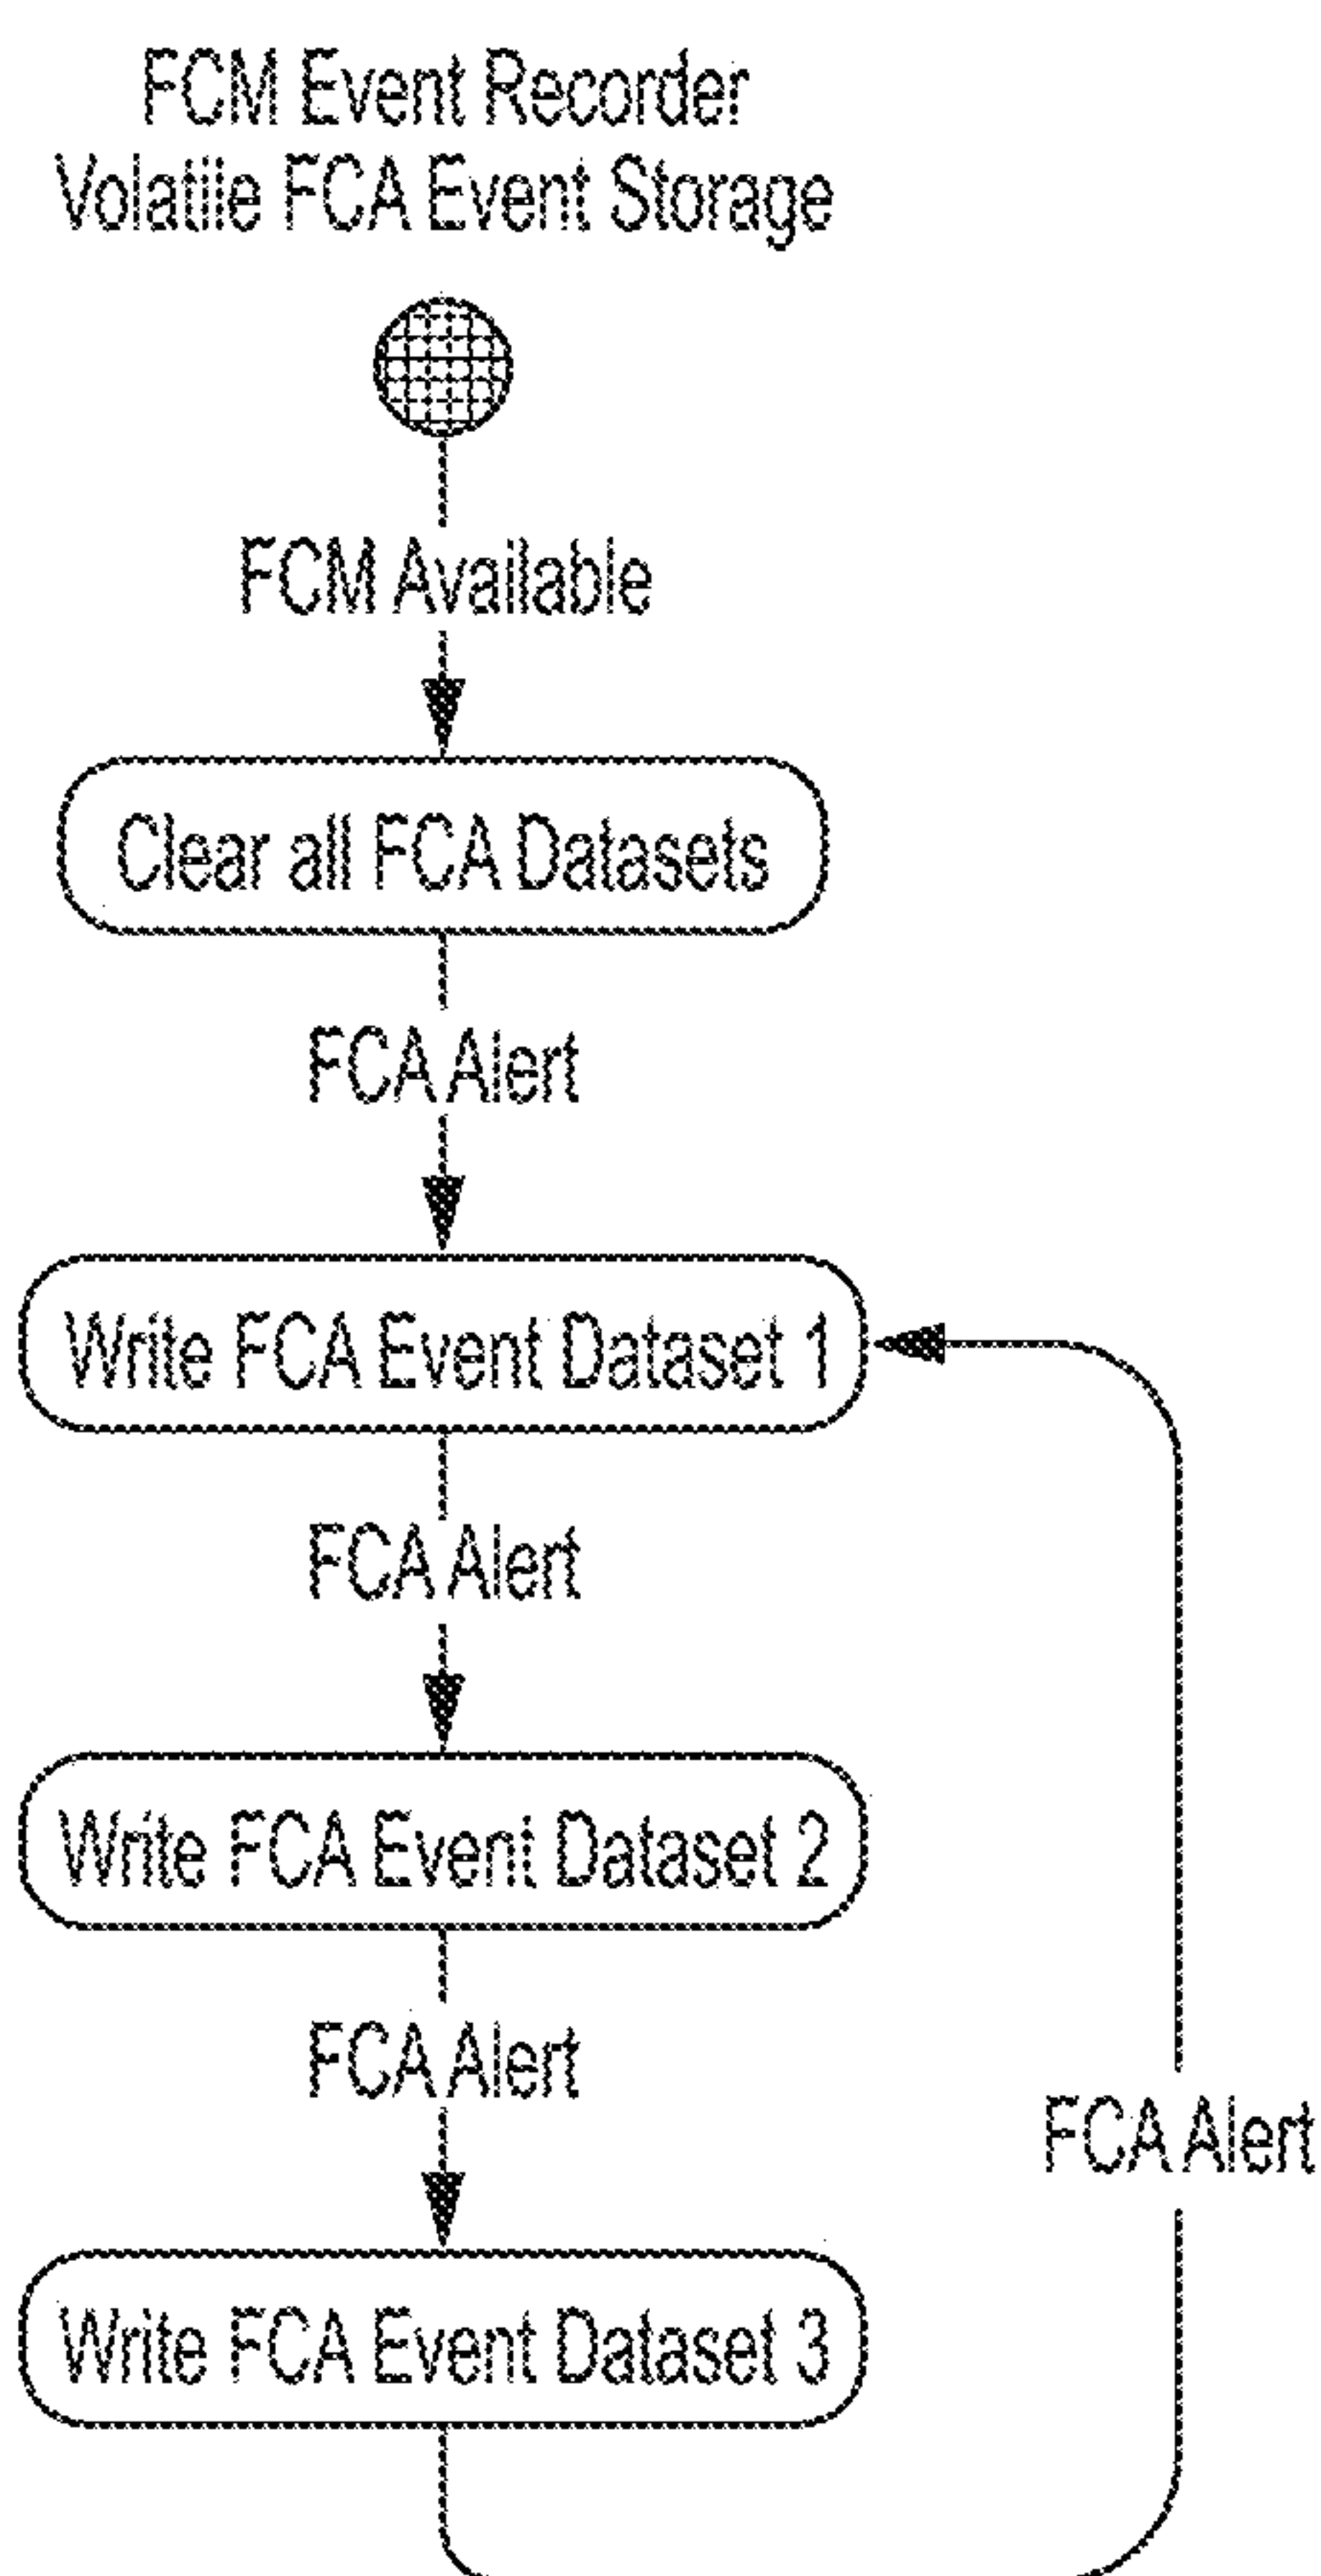 FCM Event Recorder
Volatile FCA Event Storage
FCM Available
Clear all FCA Datasets
FCA Alert
Write FCA Event Dataset 1
FCA Alert
Write FCA Event Dataset 2
FCA Alert
FCA Alert
Write FCA Event Dataset 3